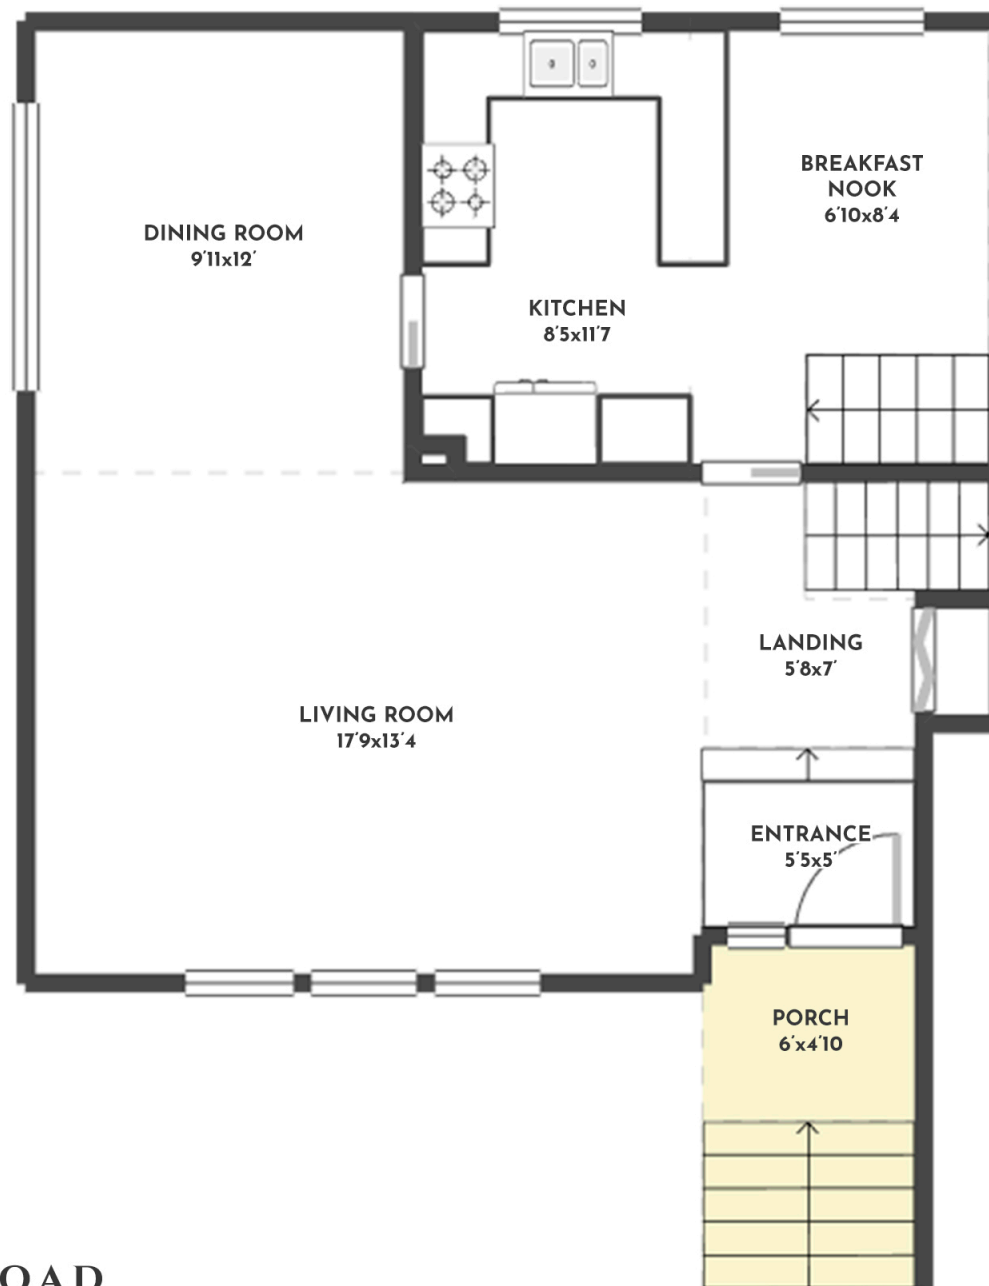 BREAKFAST
NOOK
6'10x8'4
DINING ROOM
9'11x12'
KITCHEN
8'5x11'7
LANDING
5'8x7'
LIVING ROOM
17'9x13'4
ENTRANCE
5'5x5'
PORCH
6'x4'10
OAD